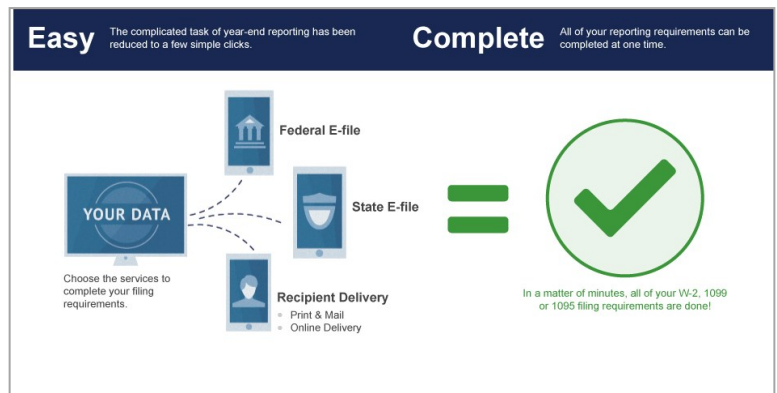 Easy
The complicated task of year-end reporting has been
reduced to a few simple clicks.
Complete
All of your reporting requirements can be
completed at one time.
Federal E-file
YOUR DATA
State E-file
Choose the services to
complete your filing
requirements.
Recipient Delivery
Print & Mail
Online Delivery
In a matter of minutes, all of your W-2, 1099
or 1095 filing requirements are done!